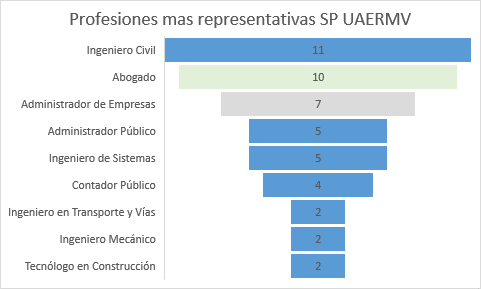 Profesiones mas representativas SP UAERMV
Ingeniero Civil 11
Abogado 10
Administrador de Empresas 7
Administrador Público 5
Ingeniero de Sistemas 5
Contador Público 4
Ingeniero en Transporte y Vías 2
Ingeniero Mecánico 2
Tecnólogo en Construcción 2